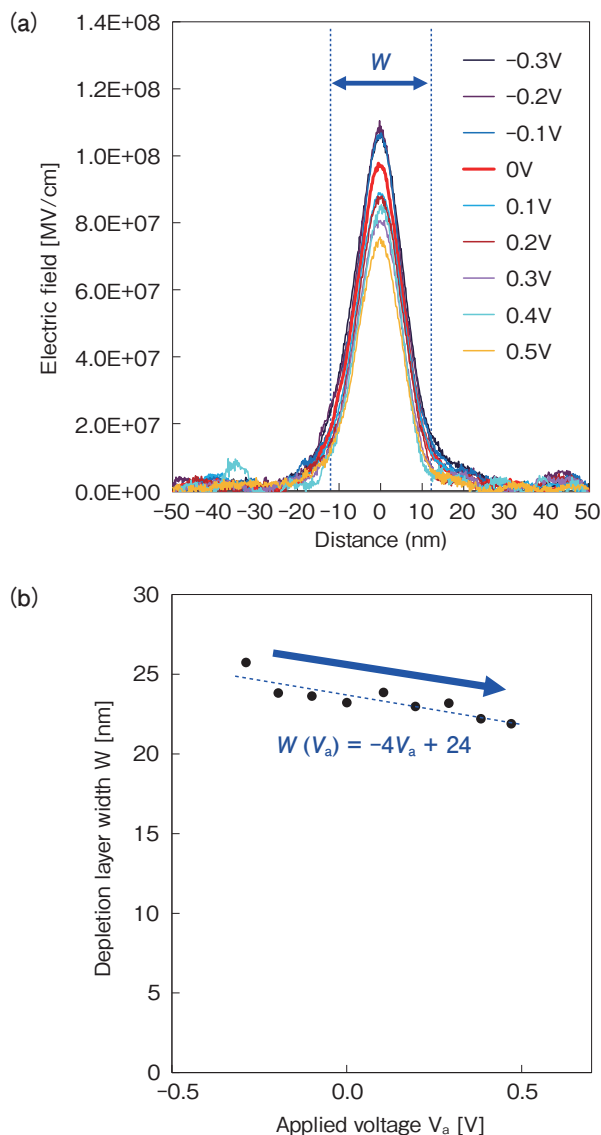 (a)
1.4E+08
1.2E+08
1.0E+08
8.0E+07
6.0E+07
4.0E+07
2.0E+07
0.0E+00
Electric field [MV/cm]
W
−0.3V
−0.2V
−0.1V
0V
0.1V
0.2V
0.3V
0.4V
0.5V
−50 −40 −30 −20 −10 0 10 20 30 40 50
Distance (nm)
(b)
30
25
20
15
10
5
0
Depletion layer width W [nm]
W (Va) = −4Va + 24
−0.5 0.0 0.5
Applied voltage Va [V]